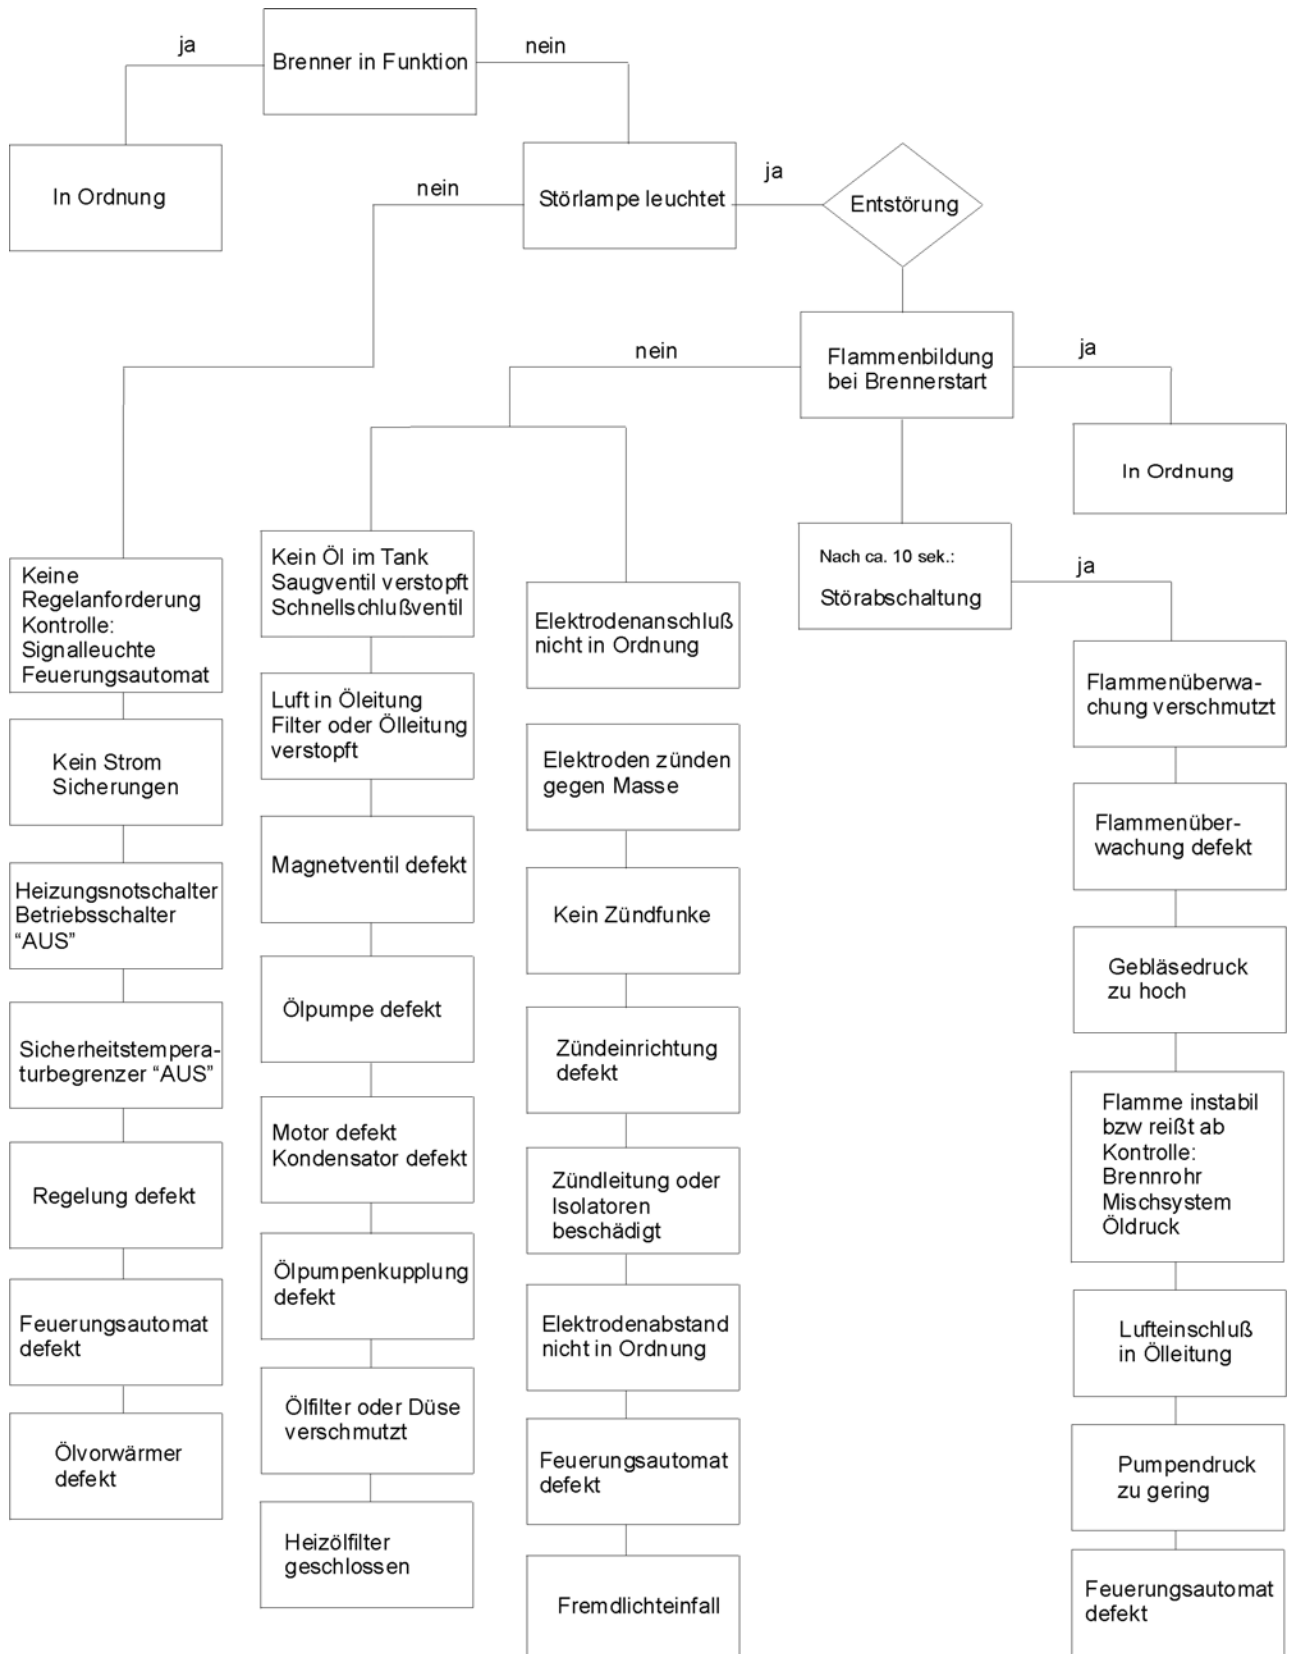 ja
Brenner in Funktion
nein
In Ordnung
nein
Störlampe leuchtet
ja
Entstörung
nein
Flammenbildung
bei Brennerstart
ja
In Ordnung
Nach ca. 10 sek.:
Störabschaltung
ja
Keine
Regelanforderung
Kontrolle:
Signalleuchte
Feuerungsautomat
Kein Strom
Sicherungen
Heizungsnotschalter
Betriebsschalter
“AUS”
Sicherheitstempera-
turbegrenzer “AUS”
Regelung defekt
Feuerungsautomat
defekt
Ölvorwärmer
defekt
Kein Öl im Tank
Saugventil verstopft
Schnellschlußventil
Luft in Öleitung
Filter oder Ölleitung
verstopft
Magnetventil defekt
Ölpumpe defekt
Motor defekt
Kondensator defekt
Ölpumpenkupplung
defekt
Ölfilter oder Düse
verschmutzt
Heizölfilter
geschlossen
Elektrodenanschluß
nicht in Ordnung
Elektroden zünden
gegen Masse
Kein Zündfunke
Zündeinrichtung
defekt
Zündleitung oder
Isolatoren
beschädigt
Elektrodenabstand
nicht in Ordnung
Feuerungsautomat
defekt
Fremdlichteinfall
Flammenüberwa-
chung verschmutzt
Flammenüber-
wachung defekt
Gebläsedruck
zu hoch
Flamme instabil
bzw reißt ab
Kontrolle:
Brennrohr
Mischsystem
Öldruck
Lufteinschluß
in Ölleitung
Pumpendruck
zu gering
Feuerungsautomat
defekt